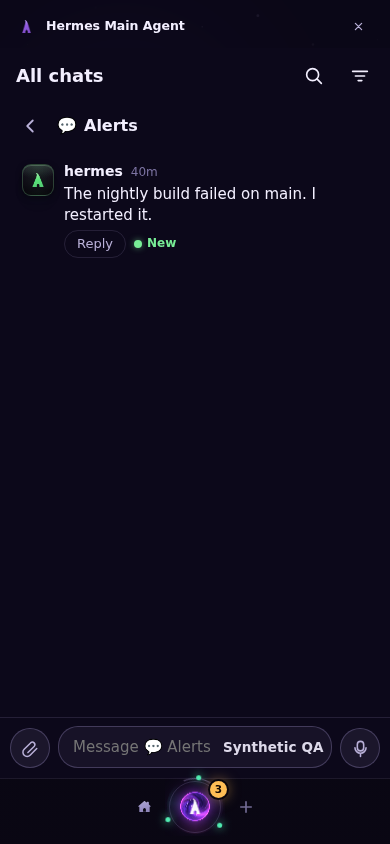 Hermes Main Agent
All chats
💬 Alerts
hermes 40m
The nightly build failed on main. I
restarted it.
Reply New
Message 💬 Alerts Synthetic QA
3